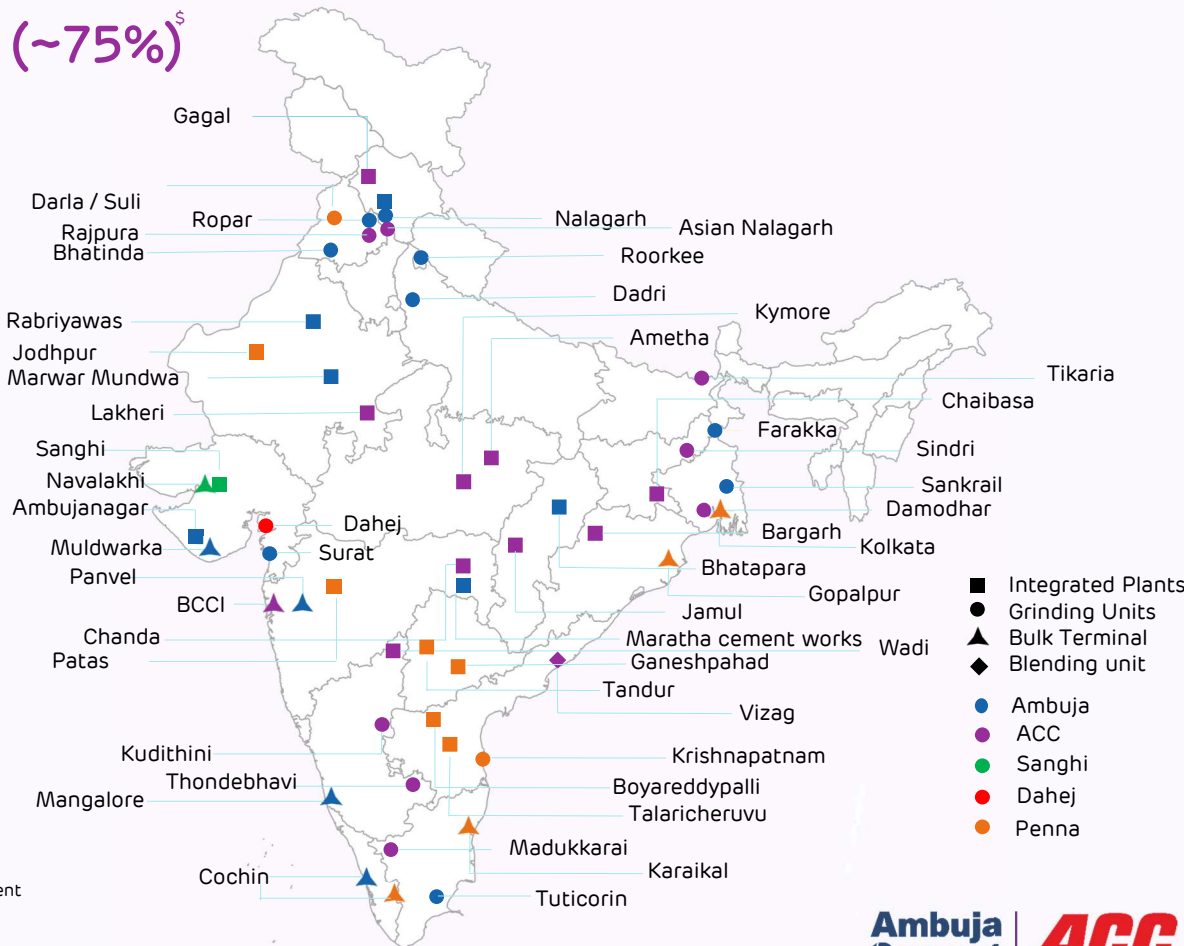 (~75%)$
Gagal
Darla / Suli
Ropar
Nalagarh
Rajpura
Asian Nalagarh
Bhatinda
Roorkee
Dadri
Rabriyawas
Kymore
Ametha
Jodhpur
Marwar Mundwa
Tikaria
Lakheri
Chaibasa
Farakka
Sanghi
Sindri
Navalakhi
Sankrail
Ambujanagar
Damodhar
Dahej
Bargarh
Muldwarka
Surat
Kolkata
Panvel
Bhatapara
BCCI
Gopalpur
Jamul
Chanda
Maratha cement works
Wadi
Patas
Ganeshpahad
Tandur
Vizag
Kudithini
Krishnapatnam
Thondebhavi
Boyareddypalli
Mangalore
Talaricheruvu
Madukkarai
Karaikal
Cochin
Tuticorin
Integrated Plants
Grinding Units
Bulk Terminal
Blending unit
Ambuja
ACC
Sanghi
Dahej
Penna
Ambuja
ACC